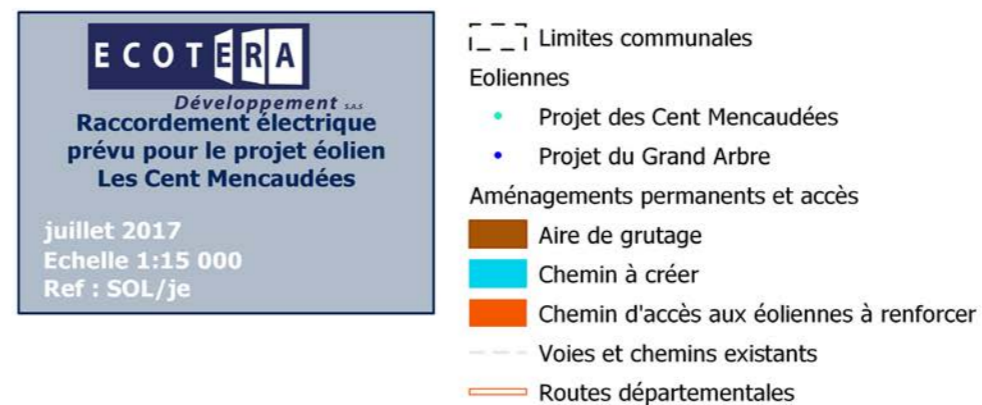 ECOTERA
Développement S.A.S
Raccordement électrique
prévu pour le projet éolien
Les Cent Mencaudées
juillet 2017
Echelle 1:15 000
Ref : SOL/je
Limites communales
Eoliennes
Projet des Cent Mencaudées
Projet du Grand Arbre
Aménagements permanents et accès
Aire de grutage
Chemin à créer
Chemin d'accès aux éoliennes à renforcer
Voies et chemins existants
Routes départementales